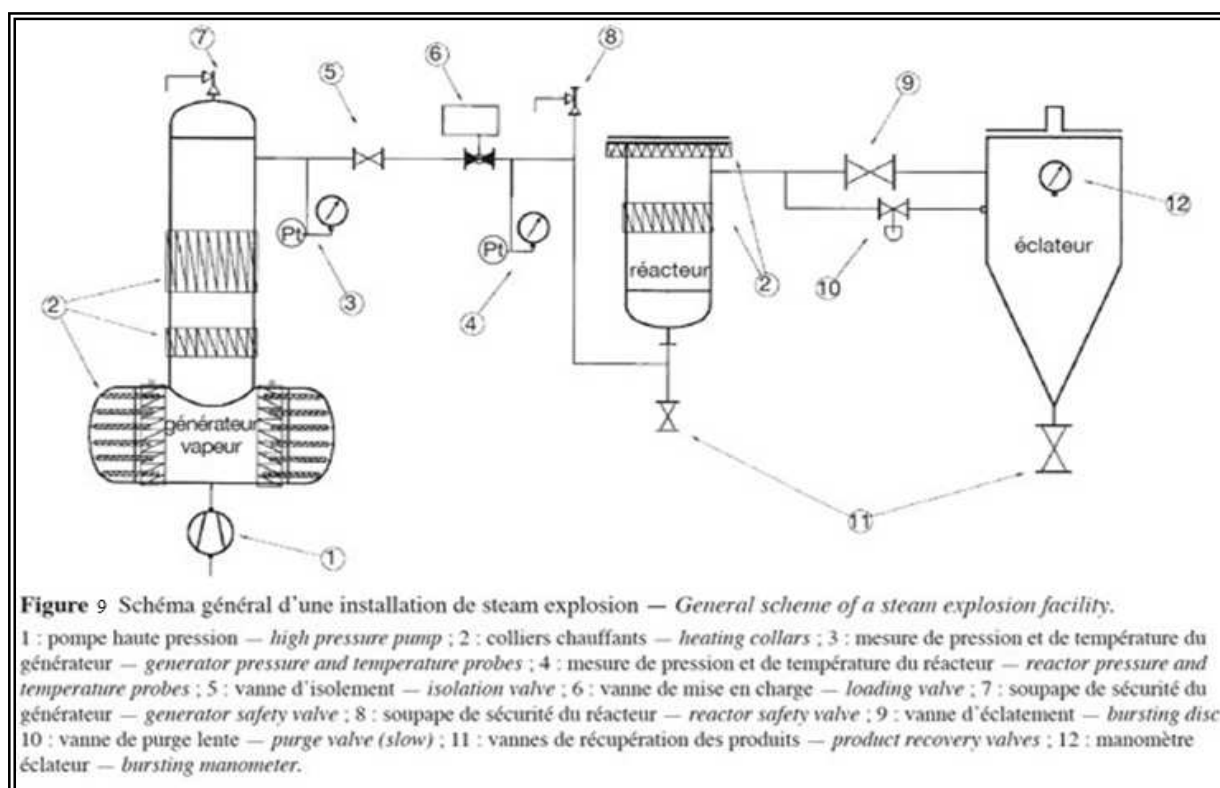 7
8
6
5
9
Pt
Pt
12
éclateur
réacteur
2
10
3
4
2
générateur
vapeur
11
1
Figure 9 Schéma général d'une installation de steam explosion — General scheme of a steam explosion facility.
1 : pompe haute pression — high pressure pump ; 2 : colliers chauffants — heating collars ; 3 : mesure de pression et de température du
générateur — generator pressure and temperature probes ; 4 : mesure de pression et de température du réacteur — reactor pressure and
temperature probes ; 5 : vanne d'isolement — isolation valve ; 6 : vanne de mise en charge — loading valve ; 7 : soupape de sécurité du
générateur — generator safety valve ; 8 : soupape de sécurité du réacteur — reactor safety valve ; 9 : vanne d'éclatement — bursting disc
10 : vanne de purge lente — purge valve (slow) ; 11 : vannes de récupération des produits — product recovery valves ; 12 : manomètre
éclateur — bursting manometer.